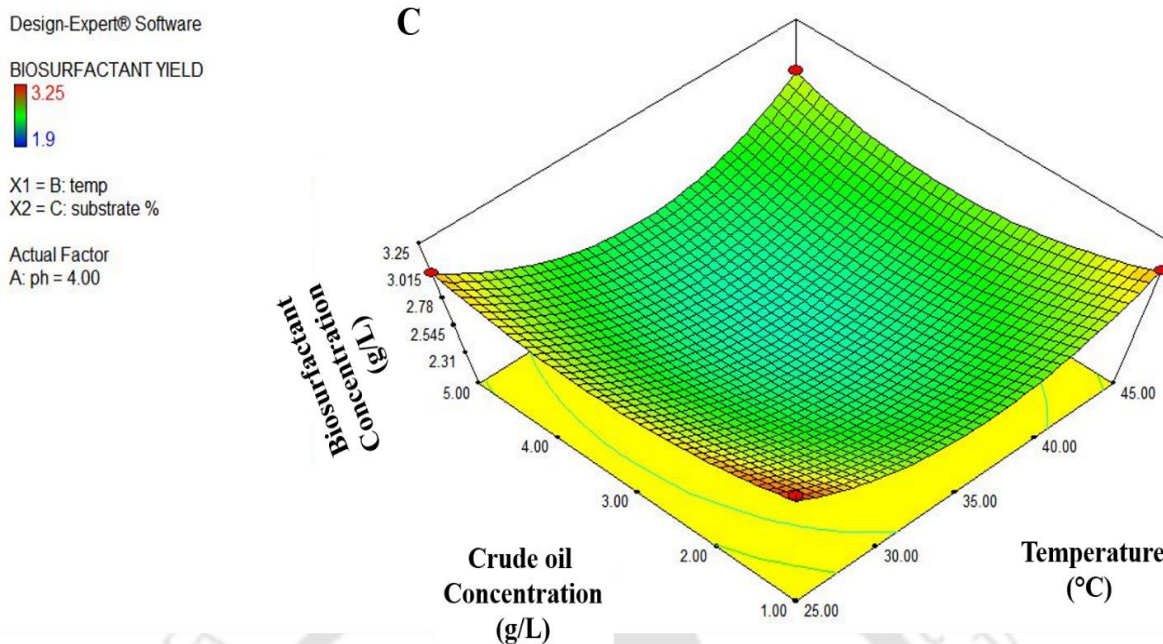 Design-Expert® Software
BIOSURFACTANT YIELD
3.25
1.9
X1 = B: temp
X2 = C: substrate %
Actual Factor
A: ph = 4.00
C
3.25
3.015
2.78
2.545
2.31
Biosurfactant
Concentration
(g/L)
5.00
4.00
3.00
2.00
1.00
25.00
30.00
35.00
40.00
45.00
Crude oil
Concentration
(g/L)
Temperature
(°C)